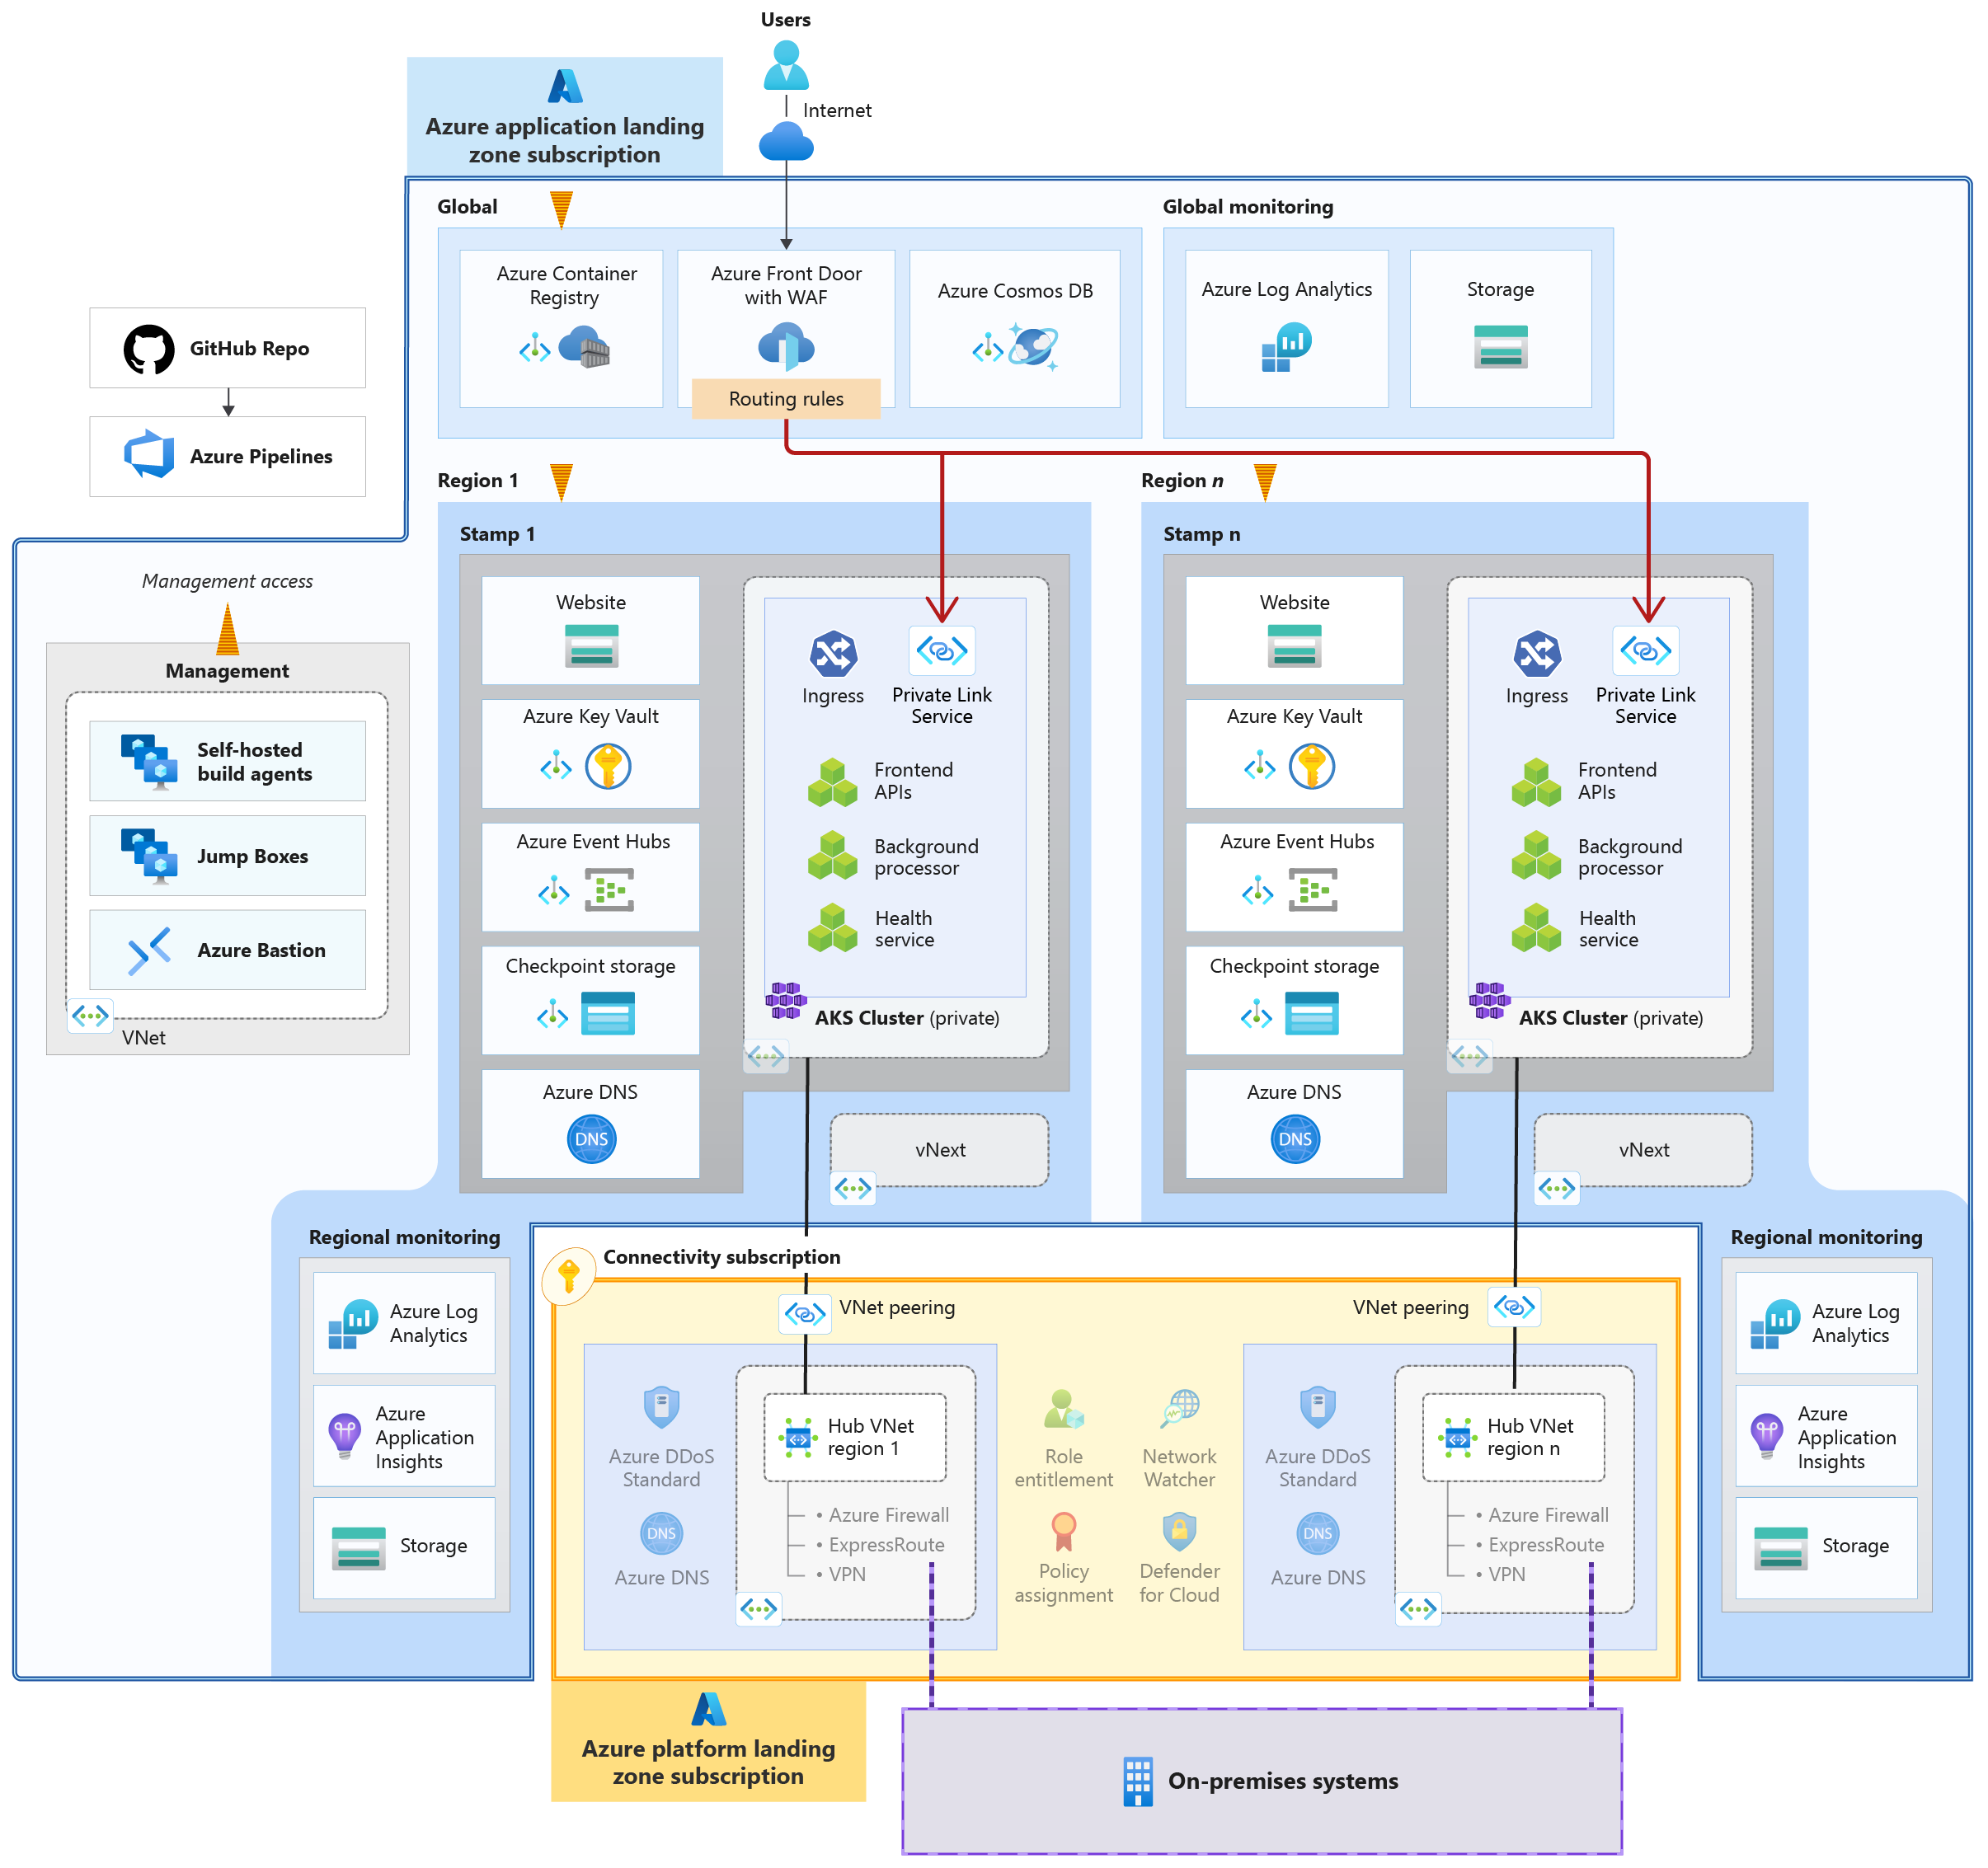 Users
Internet
Azure application landing
zone subscription
Global
Azure Container
Registry
Azure Front Door
with WAF
Routing rules
Azure Cosmos DB
Global monitoring
Azure Log Analytics
Storage
GitHub Repo
Azure Pipelines
Management access
Management
Self-hosted
build agents
Jump Boxes
Azure Bastion
VNet
Region 1
Stamp 1
Website
Azure Key Vault
Azure Event Hubs
Checkpoint storage
Azure DNS
DNS
Ingress
Private Link
Service
Frontend
APIs
Background
processor
Health
service
AKS Cluster (private)
vNext
Region n
Stamp n
Website
Azure Key Vault
Azure Event Hubs
Checkpoint storage
Azure DNS
DNS
Ingress
Private Link
Service
Frontend
APIs
Background
processor
Health
service
AKS Cluster (private)
vNext
Regional monitoring
Azure Log
Analytics
Azure
Application
Insights
Storage
Connectivity subscription
VNet peering
Azure DDoS
Standard
DNS
Azure DNS
Hub VNet
region 1
• Azure Firewall
• ExpressRoute
• VPN
Role
entitlement
Network
Watcher
Policy
assignment
Defender
for Cloud
VNet peering
Azure DDoS
Standard
DNS
Azure DNS
Hub VNet
region n
• Azure Firewall
• ExpressRoute
• VPN
Regional monitoring
Azure Log
Analytics
Azure
Application
Insights
Storage
Azure platform landing
zone subscription
On-premises systems